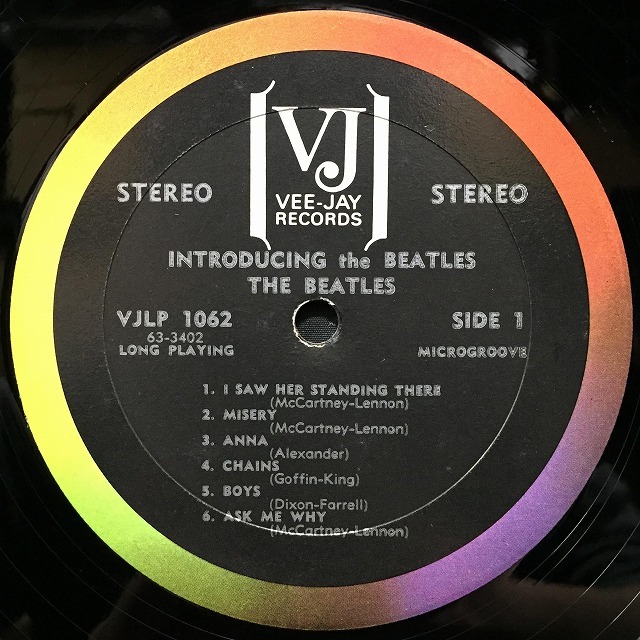 VJ
VEE-JAY
RECORDS
STEREO STEREO
INTRODUCING the BEATLES
THE BEATLES
VJLP 1062 SIDE 1
63-3402
LONG PLAYING MICROGROOVE
1. I SAW HER STANDING THERE
(McCartney-Lennon)
2. MISERY
(McCartney-Lennon)
3. ANNA
(Alexander)
4. CHAINS
(Goffin-King)
5. BOYS
(Dixon-Farrell)
6. ASK ME WHY
(McCartney-Lennon)